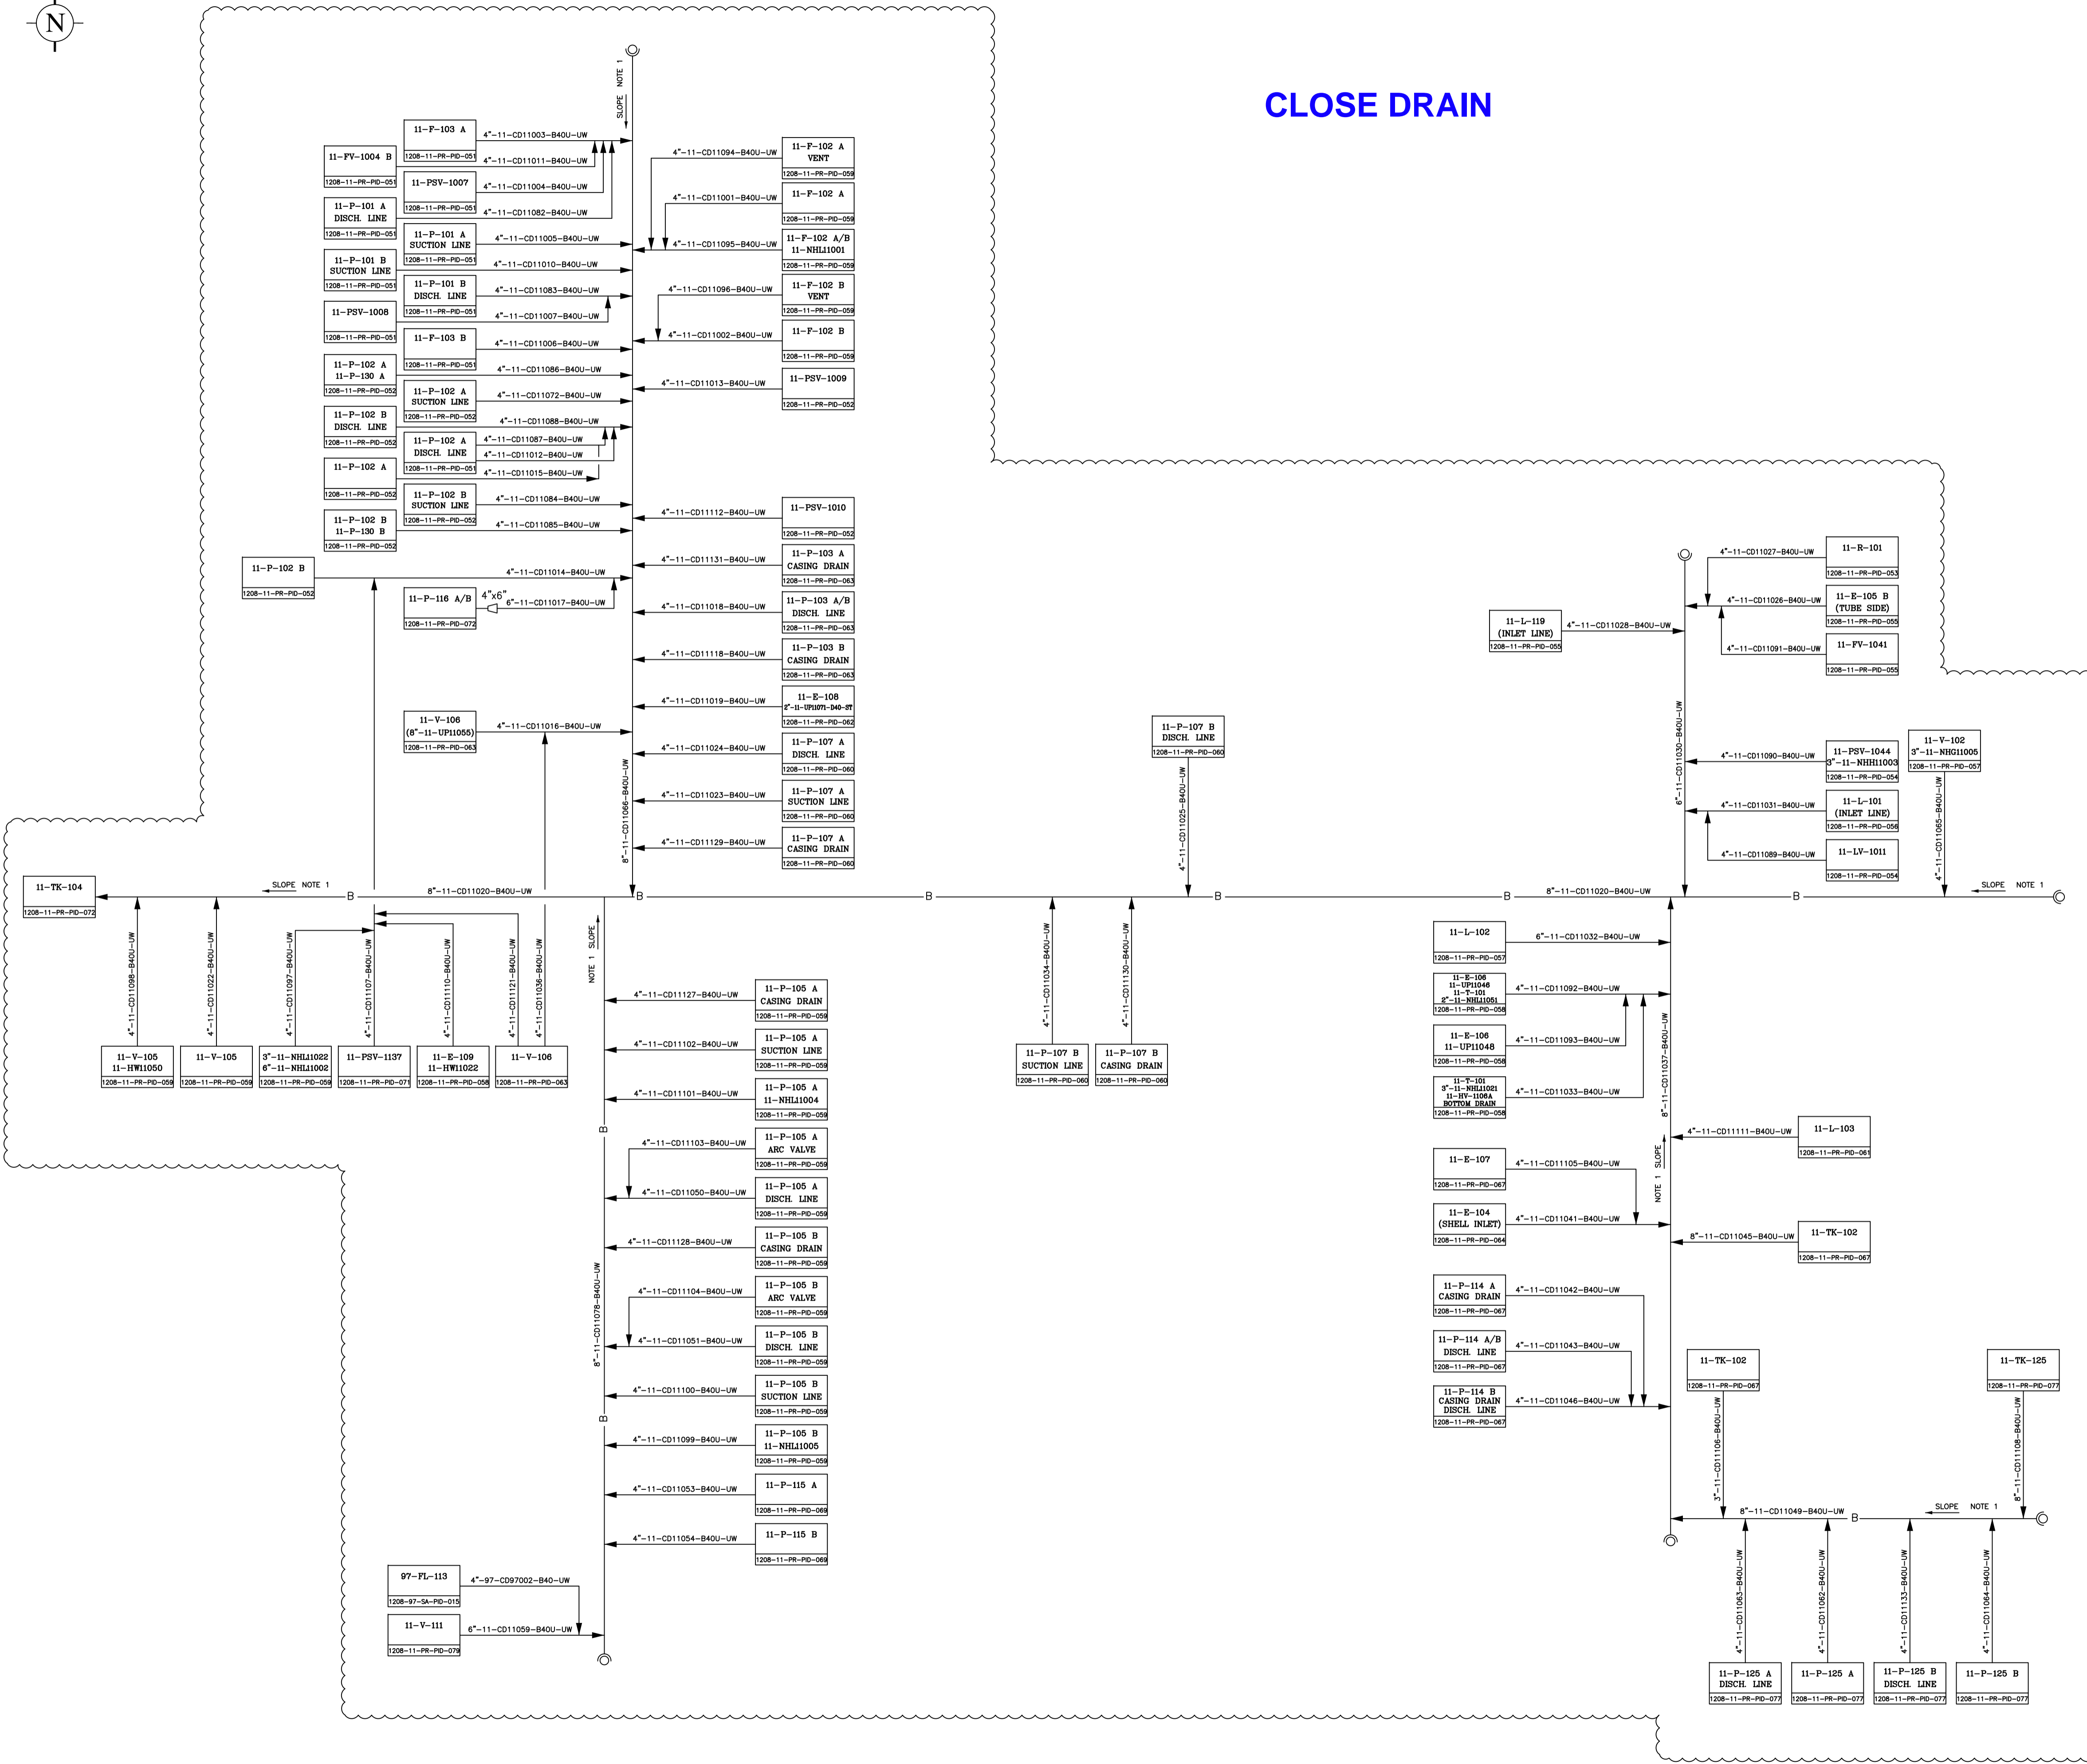 N
CLOSE DRAIN
SLOPE NOTE 1
11-F-103 A
1208-11-PR-PID-051
4"-11-CD11003-B40U-UW
11-FV-1004 B
1208-11-PR-PID-051
4"-11-CD11011-B40U-UW
11-PSV-1007
1208-11-PR-PID-051
4"-11-CD11004-B40U-UW
11-P-101 A
DISCH. LINE
1208-11-PR-PID-051
4"-11-CD11082-B40U-UW
11-P-101 A
SUCTION LINE
1208-11-PR-PID-051
4"-11-CD11005-B40U-UW
11-P-101 B
SUCTION LINE
1208-11-PR-PID-051
4"-11-CD11010-B40U-UW
11-P-101 B
DISCH. LINE
1208-11-PR-PID-051
4"-11-CD11083-B40U-UW
11-PSV-1008
1208-11-PR-PID-051
4"-11-CD11007-B40U-UW
11-F-103 B
1208-11-PR-PID-051
4"-11-CD11006-B40U-UW
11-P-102 A
11-P-130 A
1208-11-PR-PID-052
4"-11-CD11086-B40U-UW
11-P-102 A
SUCTION LINE
1208-11-PR-PID-052
4"-11-CD11072-B40U-UW
11-P-102 B
DISCH. LINE
1208-11-PR-PID-052
4"-11-CD11088-B40U-UW
11-P-102 A
DISCH. LINE
1208-11-PR-PID-051
4"-11-CD11087-B40U-UW
4"-11-CD11012-B40U-UW
11-P-102 A
1208-11-PR-PID-052
4"-11-CD11015-B40U-UW
11-P-102 B
SUCTION LINE
1208-11-PR-PID-052
4"-11-CD11084-B40U-UW
11-P-102 B
11-P-130 B
1208-11-PR-PID-052
4"-11-CD11085-B40U-UW
11-P-102 B
1208-11-PR-PID-052
4"-11-CD11014-B40U-UW
11-P-116 A/B
1208-11-PR-PID-072
4"x6"
6"-11-CD11017-B40U-UW
11-V-106
(8"-11-UP11055)
1208-11-PR-PID-063
4"-11-CD11016-B40U-UW
8"-11-CD11066-B40U-UW
4"-11-CD11094-B40U-UW
11-F-102 A
VENT
1208-11-PR-PID-059
4"-11-CD11001-B40U-UW
11-F-102 A
1208-11-PR-PID-059
4"-11-CD11095-B40U-UW
11-F-102 A/B
11-NHL11001
1208-11-PR-PID-059
4"-11-CD11096-B40U-UW
11-F-102 B
VENT
1208-11-PR-PID-059
4"-11-CD11002-B40U-UW
11-F-102 B
1208-11-PR-PID-059
4"-11-CD11013-B40U-UW
11-PSV-1009
1208-11-PR-PID-052
4"-11-CD11112-B40U-UW
11-PSV-1010
1208-11-PR-PID-052
4"-11-CD11131-B40U-UW
11-P-103 A
CASING DRAIN
1208-11-PR-PID-063
4"-11-CD11018-B40U-UW
11-P-103 A/B
DISCH. LINE
1208-11-PR-PID-063
4"-11-CD11118-B40U-UW
11-P-103 B
CASING DRAIN
1208-11-PR-PID-063
4"-11-CD11019-B40U-UW
11-E-108
2"-11-UP11071-D40-ST
1208-11-PR-PID-062
4"-11-CD11024-B40U-UW
11-P-107 A
DISCH. LINE
1208-11-PR-PID-060
4"-11-CD11023-B40U-UW
11-P-107 A
SUCTION LINE
1208-11-PR-PID-060
4"-11-CD11129-B40U-UW
11-P-107 A
CASING DRAIN
1208-11-PR-PID-060
11-P-107 B
DISCH. LINE
1208-11-PR-PID-060
4"-11-CD11025-B40U-UW
4"-11-CD11027-B40U-UW
11-R-101
1208-11-PR-PID-053
4"-11-CD11026-B40U-UW
11-E-105 B
(TUBE SIDE)
1208-11-PR-PID-055
11-L-119
(INLET LINE)
1208-11-PR-PID-055
4"-11-CD11028-B40U-UW
4"-11-CD11091-B40U-UW
11-FV-1041
1208-11-PR-PID-055
6"-11-CD11030-B40U-UW
4"-11-CD11090-B40U-UW
11-PSV-1044
3"-11-NHH11003
1208-11-PR-PID-054
4"-11-CD11031-B40U-UW
11-L-101
(INLET LINE)
1208-11-PR-PID-056
4"-11-CD11089-B40U-UW
11-LV-1011
1208-11-PR-PID-054
11-V-102
3"-11-NHG11005
1208-11-PR-PID-057
4"-11-CD11065-B40U-UW
11-TK-104
1208-11-PR-PID-072
SLOPE NOTE 1
B
8"-11-CD11020-B40U-UW
B
B
B
B
8"-11-CD11020-B40U-UW
B
SLOPE NOTE 1
4"-11-CD11098-B40U-UW
11-V-105
11-HW11050
1208-11-PR-PID-059
4"-11-CD11022-B40U-UW
11-V-105
1208-11-PR-PID-059
4"-11-CD11097-B40U-UW
3"-11-NHL11022
6"-11-NHL11002
1208-11-PR-PID-059
4"-11-CD11107-B40U-UW
11-PSV-1137
1208-11-PR-PID-071
4"-11-CD11110-B40U-UW
11-E-109
11-HW11022
1208-11-PR-PID-058
4"-11-CD11121-B40U-UW
4"-11-CD11036-B40U-UW
11-V-106
1208-11-PR-PID-063
NOTE 1 SLOPE
4"-11-CD11127-B40U-UW
11-P-105 A
CASING DRAIN
1208-11-PR-PID-059
4"-11-CD11102-B40U-UW
11-P-105 A
SUCTION LINE
1208-11-PR-PID-059
4"-11-CD11101-B40U-UW
11-P-105 A
11-NHL11004
1208-11-PR-PID-059
B
4"-11-CD11103-B40U-UW
11-P-105 A
ARC VALVE
1208-11-PR-PID-059
4"-11-CD11050-B40U-UW
11-P-105 A
DISCH. LINE
1208-11-PR-PID-059
4"-11-CD11128-B40U-UW
11-P-105 B
CASING DRAIN
1208-11-PR-PID-059
8"-11-CD11078-B40U-UW
4"-11-CD11104-B40U-UW
11-P-105 B
ARC VALVE
1208-11-PR-PID-059
4"-11-CD11051-B40U-UW
11-P-105 B
DISCH. LINE
1208-11-PR-PID-059
4"-11-CD11100-B40U-UW
11-P-105 B
SUCTION LINE
1208-11-PR-PID-059
B
4"-11-CD11099-B40U-UW
11-P-105 B
11-NHL11005
1208-11-PR-PID-059
4"-11-CD11053-B40U-UW
11-P-115 A
1208-11-PR-PID-069
4"-11-CD11054-B40U-UW
11-P-115 B
1208-11-PR-PID-069
97-FL-113
1208-97-SA-PID-015
4"-97-CD97002-B40-UW
11-V-111
1208-11-PR-PID-079
6"-11-CD11059-B40U-UW
4"-11-CD11034-B40U-UW
11-P-107 B
SUCTION LINE
1208-11-PR-PID-060
4"-11-CD11130-B40U-UW
11-P-107 B
CASING DRAIN
1208-11-PR-PID-060
11-L-102
1208-11-PR-PID-057
6"-11-CD11032-B40U-UW
11-E-106
11-UP11046
11-T-101
2"-11-NHL11051
1208-11-PR-PID-058
4"-11-CD11092-B40U-UW
11-E-106
11-UP11048
1208-11-PR-PID-058
4"-11-CD11093-B40U-UW
11-T-101
3"-11-NHL11021
11-HV-1106A
BOTTOM DRAIN
1208-11-PR-PID-058
4"-11-CD11033-B40U-UW
8"-11-CD11037-B40U-UW
NOTE 1 SLOPE
4"-11-CD11111-B40U-UW
11-L-103
1208-11-PR-PID-061
11-E-107
1208-11-PR-PID-067
4"-11-CD11105-B40U-UW
11-E-104
(SHELL INLET)
1208-11-PR-PID-064
4"-11-CD11041-B40U-UW
8"-11-CD11045-B40U-UW
11-TK-102
1208-11-PR-PID-067
11-P-114 A
CASING DRAIN
1208-11-PR-PID-067
4"-11-CD11042-B40U-UW
11-P-114 A/B
DISCH. LINE
1208-11-PR-PID-067
4"-11-CD11043-B40U-UW
11-P-114 B
CASING DRAIN
DISCH. LINE
1208-11-PR-PID-067
4"-11-CD11046-B40U-UW
11-TK-102
1208-11-PR-PID-067
3"-11-CD11106-B40U-UW
11-TK-125
1208-11-PR-PID-077
8"-11-CD11108-B40U-UW
8"-11-CD11049-B40U-UW
B
SLOPE NOTE 1
4"-11-CD11063-B40U-UW
11-P-125 A
DISCH. LINE
1208-11-PR-PID-077
4"-11-CD11062-B40U-UW
11-P-125 A
1208-11-PR-PID-077
4"-11-CD11133-B40U-UW
11-P-125 B
DISCH. LINE
1208-11-PR-PID-077
4"-11-CD11064-B40U-UW
11-P-125 B
1208-11-PR-PID-077